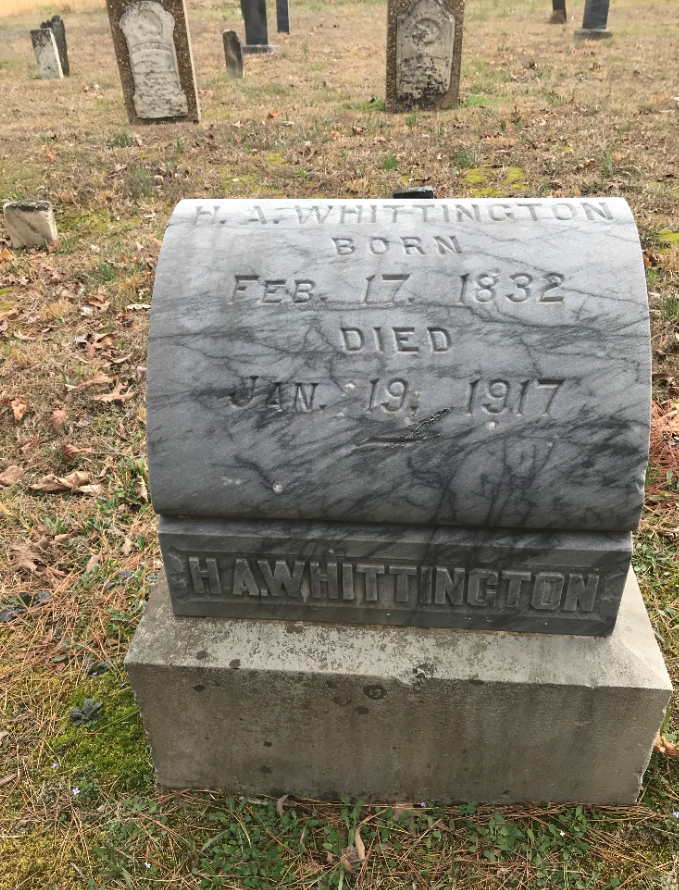 H. A. WHITTINGTON
BORN
FEB. 17. 1832
DIED
JAN. 19. 1917
H.A.WHITTINGTON